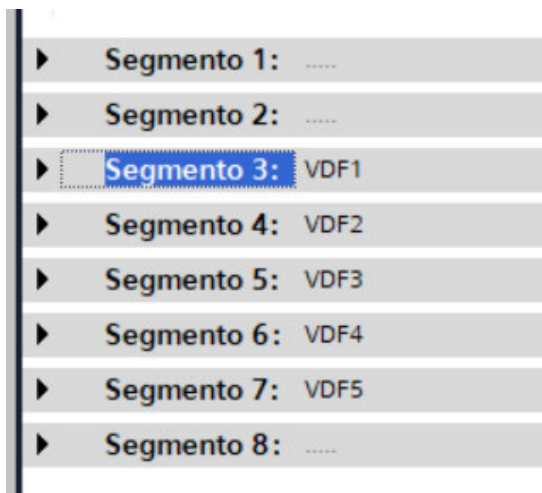 Segmento 1: .....
Segmento 2: .....
Segmento 3: VDF1
Segmento 4: VDF2
Segmento 5: VDF3
Segmento 6: VDF4
Segmento 7: VDF5
Segmento 8: .....